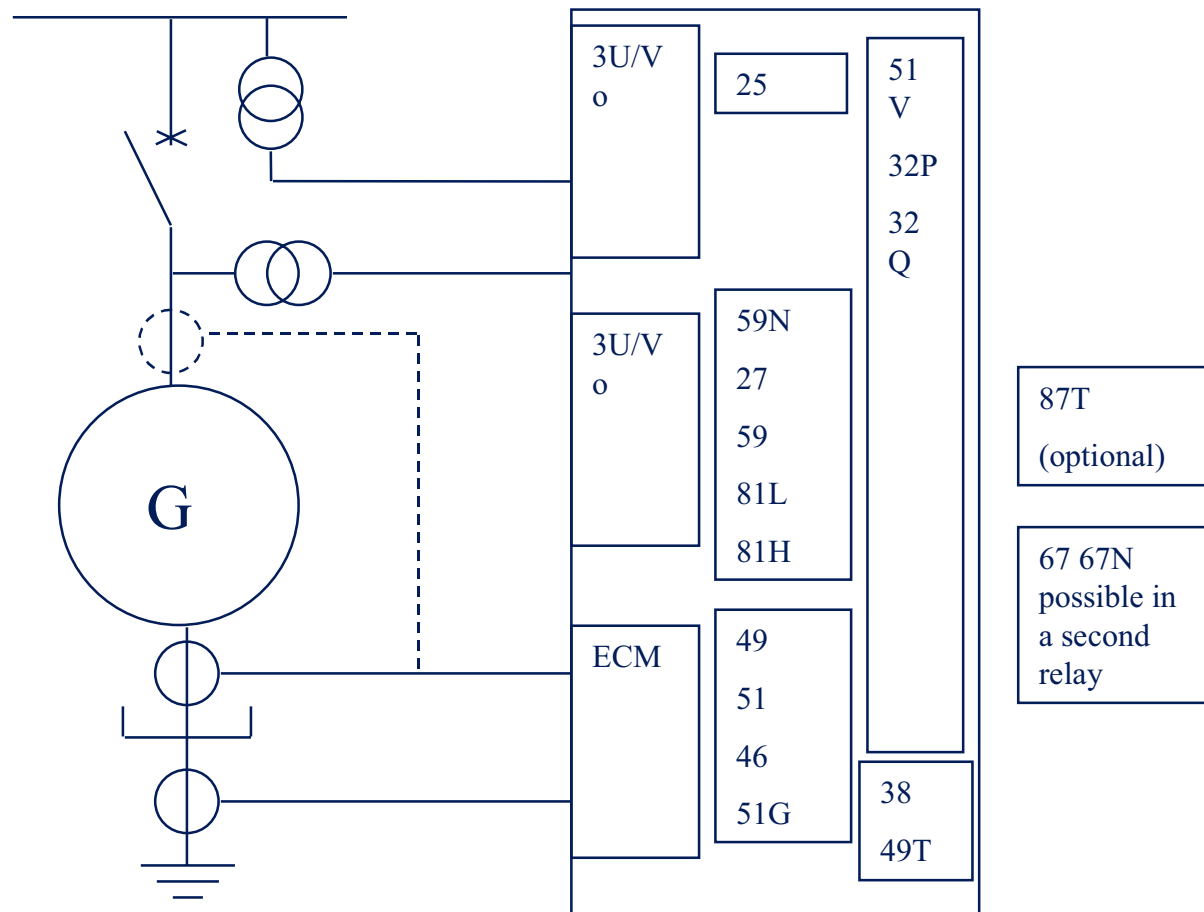 3U/V
o
25
51
V
32P
32
Q
3U/V
o
59N
27
59
81L
81H
87T
(optional)
G
67 67N
possible in
a second
relay
ECM
49
51
46
51G
38
49T